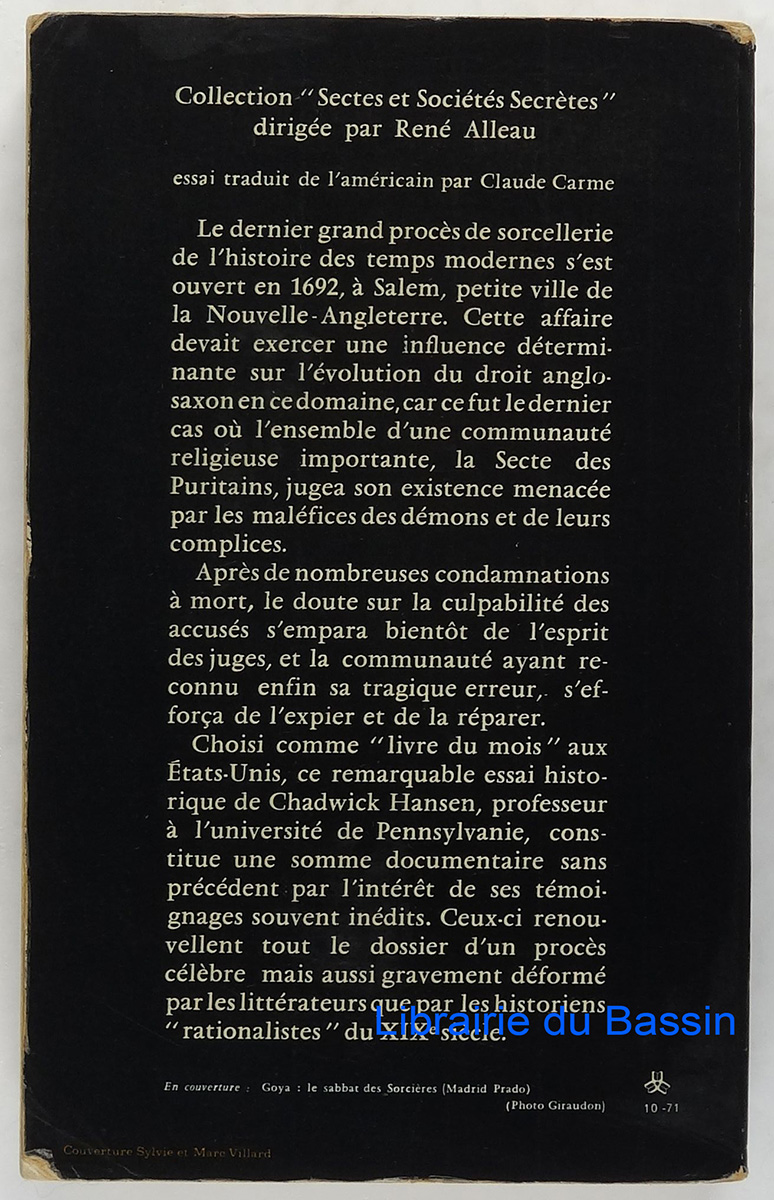 Collection "Sectes et Sociétés Secrètes"
dirigée par René Alleau
essai traduit de l'américain par Claude Carme
Le dernier grand procès de sorcellerie
de l'histoire des temps modernes s'est
ouvert en 1692, à Salem, petite ville de
la Nouvelle-Angleterre. Cette affaire
devait exercer une influence détermi-
nante sur l'évolution du droit anglo-
saxon en ce domaine, car ce fut le dernier
cas où l'ensemble d'une communauté
religieuse importante, la Secte des
Puritains, jugea son existence menacée
par les maléfices des démons et de leurs
complices.
Après de nombreuses condamnations
à mort, le doute sur la culpabilité des
accusés s'empara bientôt de l'esprit
des juges, et la communauté ayant re-
connu enfin sa tragique erreur, s'ef-
força de l'expier et de la réparer.
Choisi comme "livre du mois" aux
États-Unis, ce remarquable essai histo-
rique de Chadwick Hansen, professeur
à l'université de Pennsylvanie, cons-
titue une somme documentaire sans
précédent par l'intérêt de ses témoi-
gnages souvent inédits. Ceux-ci renou-
vellent tout le dossier d'un procès
célèbre mais aussi gravement déformé
par les littérateurs que par les historiens
"rationalistes" du XIXe siècle.
Librairie du Bassin
En couverture : Goya : le sabbat des Sorcières (Madrid Prado)
(Photo Giraudon)
10-71
Couverture Sylvie et Marc Villard